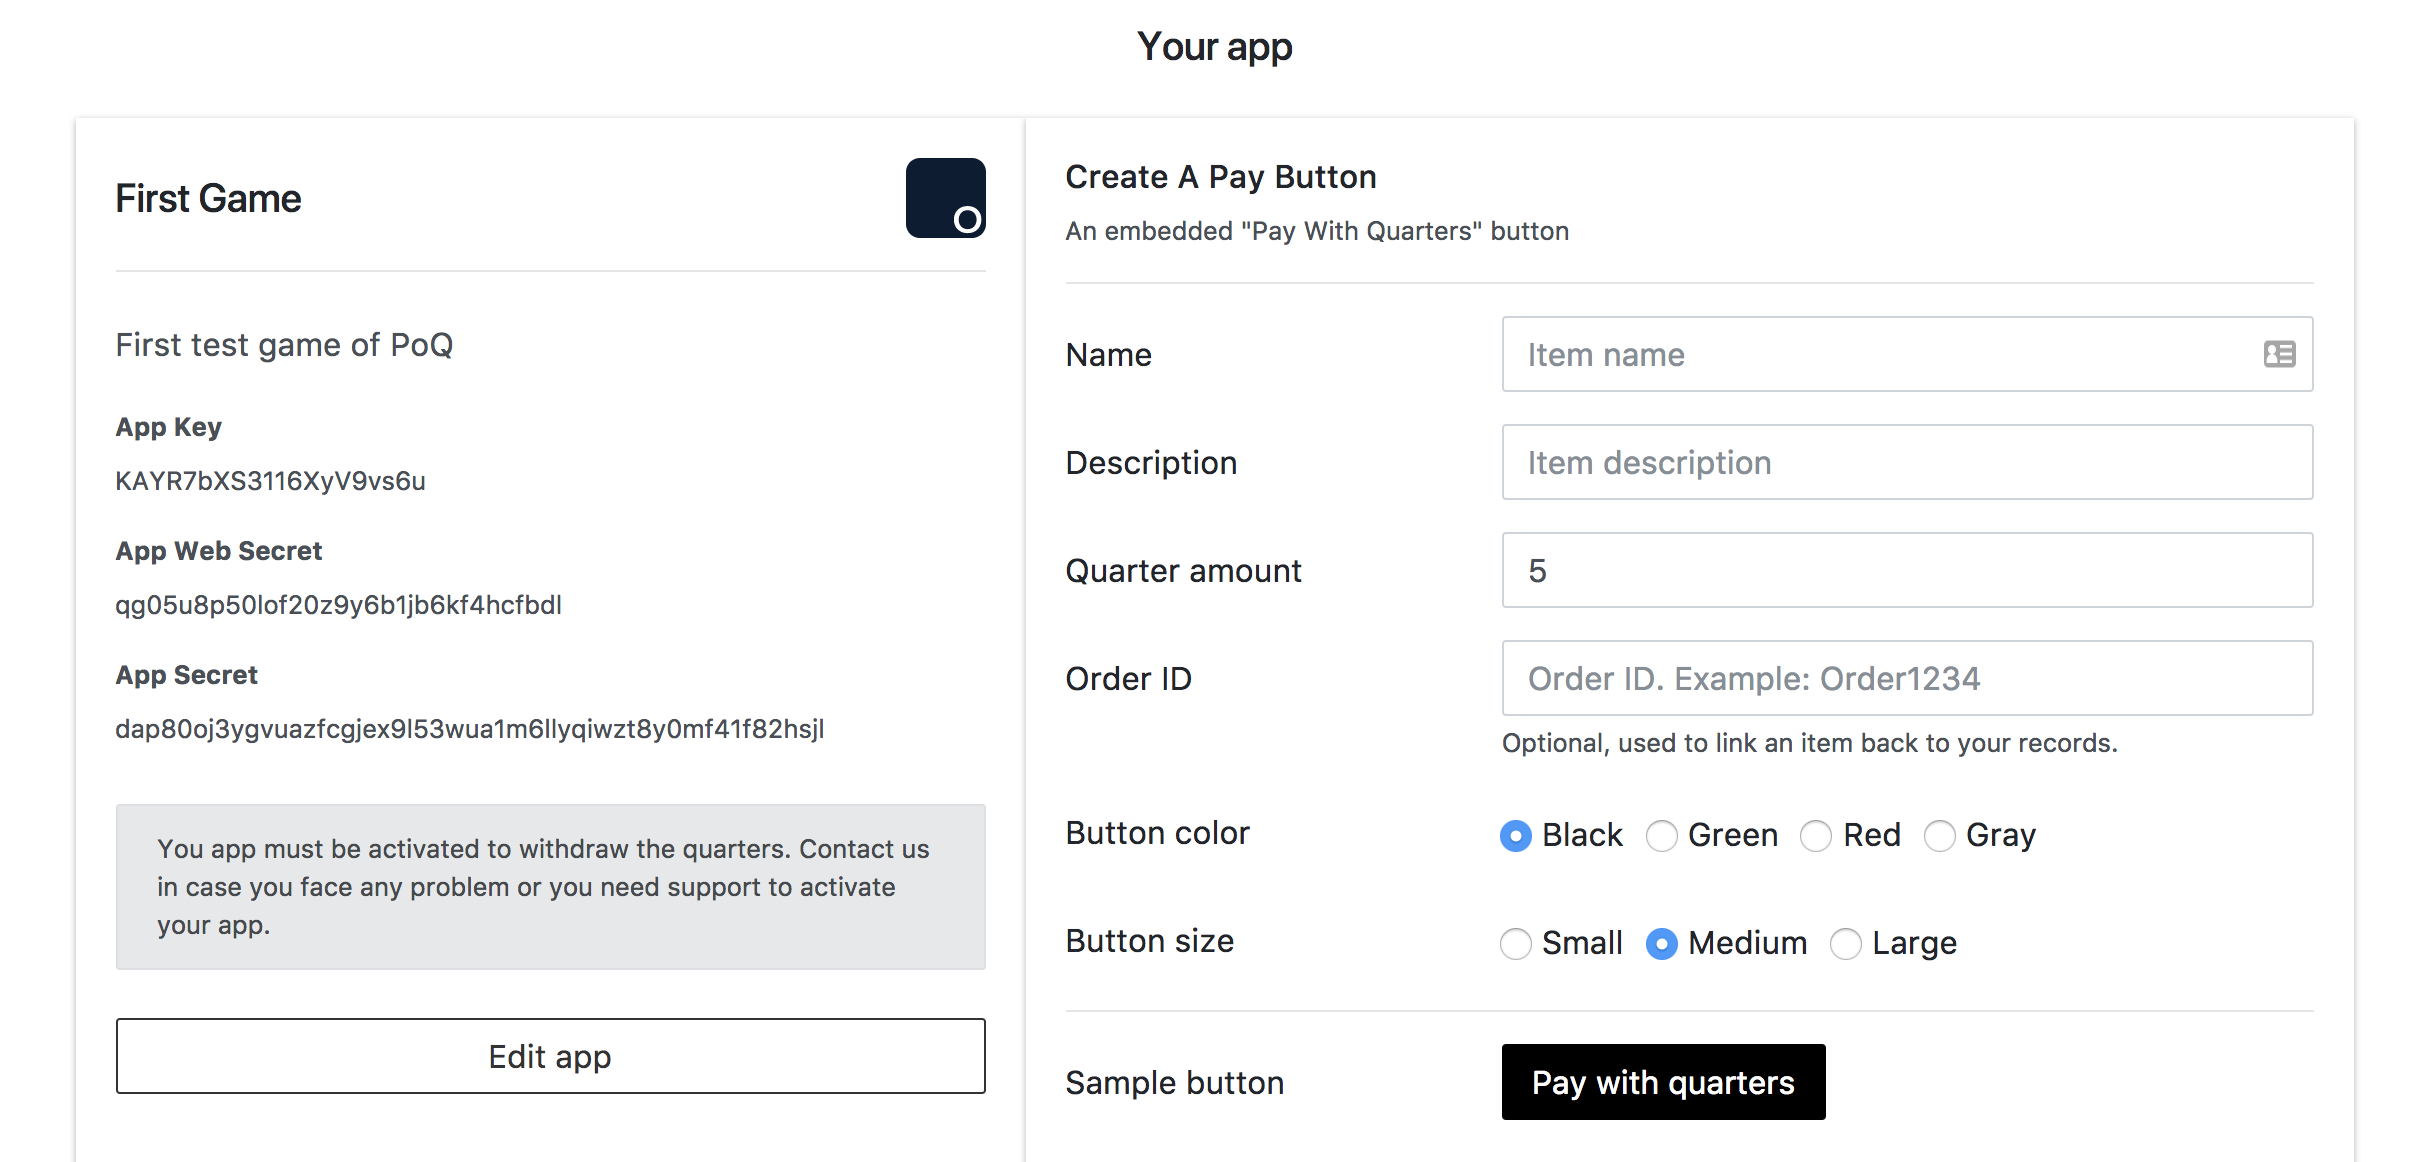 Your app
First Game
O
First test game of PoQ
App Key
KAYR7bXS3116XyV9vs6u
App Web Secret
qg05u8p50lof20z9y6b1jb6kf4hcfbdl
App Secret
dap80oj3ygvuazfcgjex9l53wua1m6llyqiwzt8y0mf41f82hsjl
You app must be activated to withdraw the quarters. Contact us
in case you face any problem or you need support to activate
your app.
Edit app
Create A Pay Button
An embedded "Pay With Quarters" button
Name
Item name
Description
Item description
Quarter amount
5
Order ID
Order ID. Example: Order1234
Optional, used to link an item back to your records.
Button color
Black Green Red Gray
Button size
Small Medium Large
Sample button
Pay with quarters